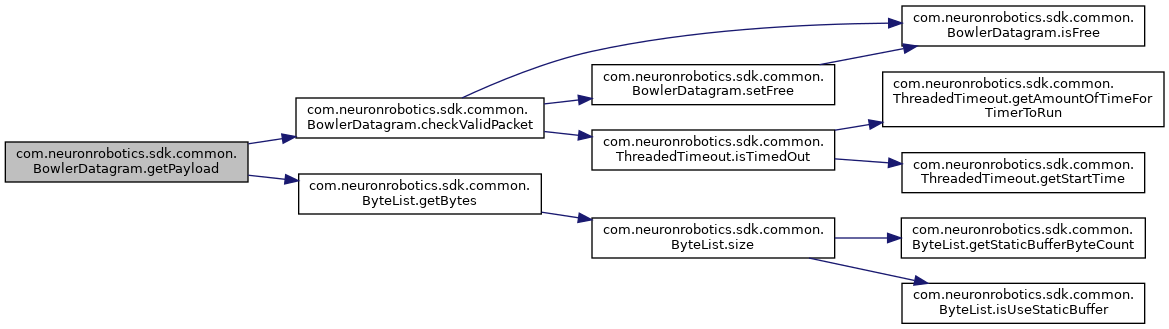 com.neuronrobotics.sdk.common.
BowlerDatagram.getPayload
com.neuronrobotics.sdk.common.
BowlerDatagram.checkValidPacket
com.neuronrobotics.sdk.common.
ByteList.getBytes
com.neuronrobotics.sdk.common.
BowlerDatagram.setFree
com.neuronrobotics.sdk.common.
ThreadedTimeout.isTimedOut
com.neuronrobotics.sdk.common.
ByteList.size
com.neuronrobotics.sdk.common.
BowlerDatagram.isFree
com.neuronrobotics.sdk.common.
ThreadedTimeout.getAmountOfTimeFor
TimerToRun
com.neuronrobotics.sdk.common.
ThreadedTimeout.getStartTime
com.neuronrobotics.sdk.common.
ByteList.getStaticBufferByteCount
com.neuronrobotics.sdk.common.
ByteList.isUseStaticBuffer